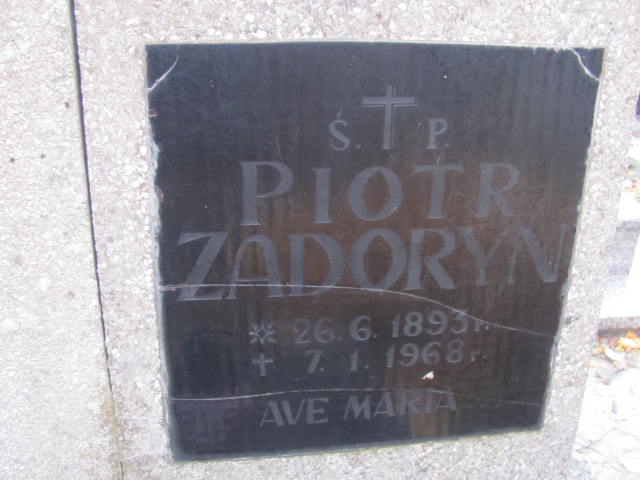 Ś. P.
PIOTR
ZADORYN
26. 6. 1893 r.
7. 1. 1968 r.
AVE MARIA